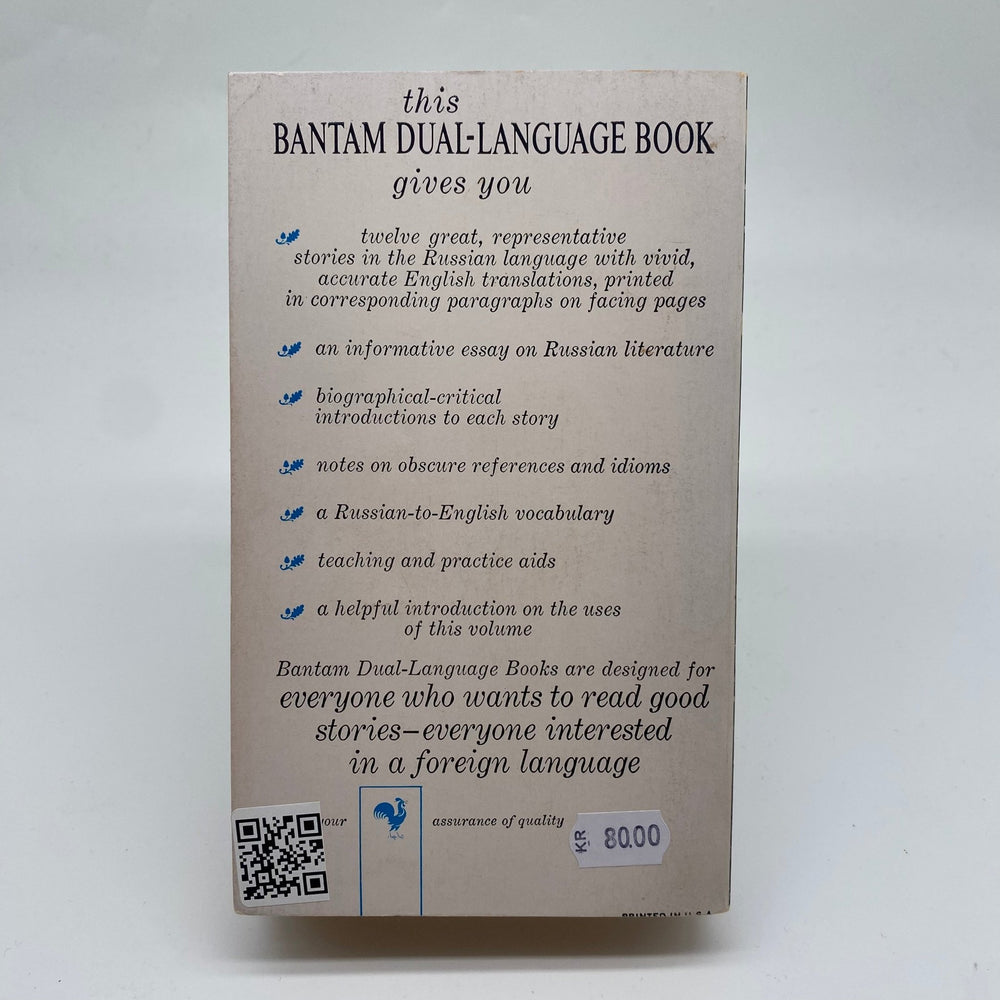 this
BANTAM DUAL-LANGUAGE BOOK
gives you
twelve great, representative
stories in the Russian language with vivid,
accurate English translations, printed
in corresponding paragraphs on facing pages
an informative essay on Russian literature
biographical-critical
introductions to each story
notes on obscure references and idioms
a Russian-to-English vocabulary
teaching and practice aids
a helpful introduction on the uses
of this volume
Bantam Dual-Language Books are designed for
everyone who wants to read good
stories—everyone interested
in a foreign language
your assurance of quality
KR 80.00
PRINTED IN U.S.A.